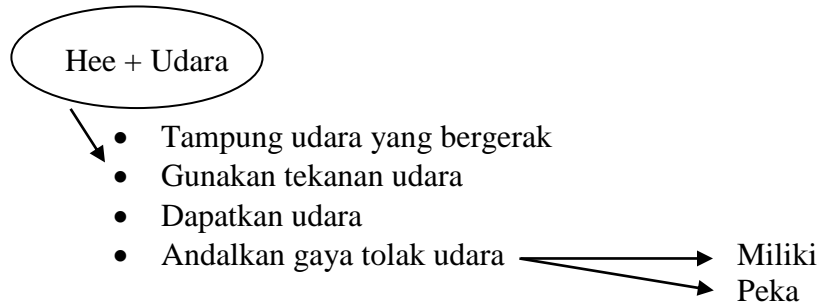 Hee + Udara
• Tampung udara yang bergerak
• Gunakan tekanan udara
• Dapatkan udara
• Andalkan gaya tolak udara
Miliki
Peka